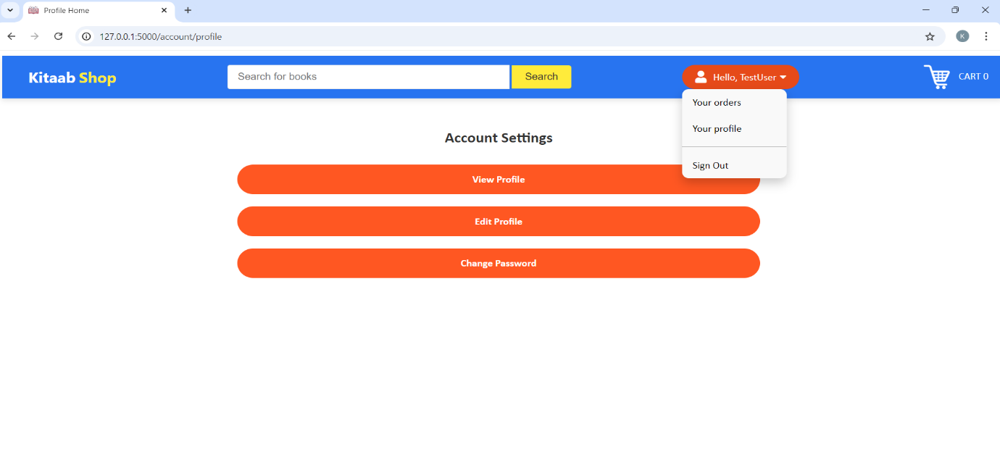 Profile Home
127.0.0.1:5000/account/profile
K
Kitaab Shop
Search for books
Search
Hello, TestUser
CART 0
Your orders
Your profile
Sign Out
Account Settings
View Profile
Edit Profile
Change Password